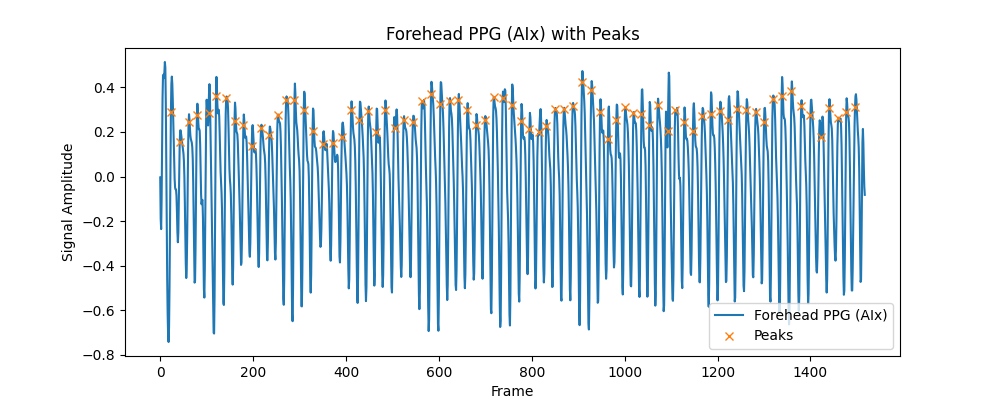 Forehead PPG (AIx) with Peaks
Signal Amplitude
0.4
0.2
0.0
−0.2
−0.4
−0.6
−0.8
0 200 400 600 800 1000 1200 1400
Frame
Forehead PPG (AIx)
Peaks